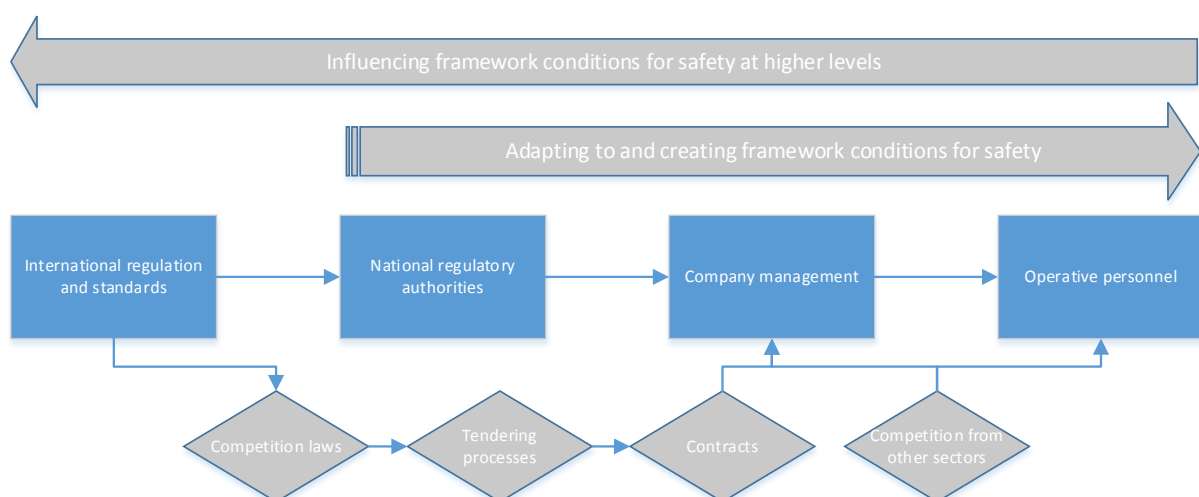 Influencing framework conditions for safety at higher levels
Adapting to and creating framework conditions for safety
International regulation
and standards
National regulatory
authorities
Company management
Operative personnel
Competition laws
Tendering
processes
Contracts
Competition from
other sectors